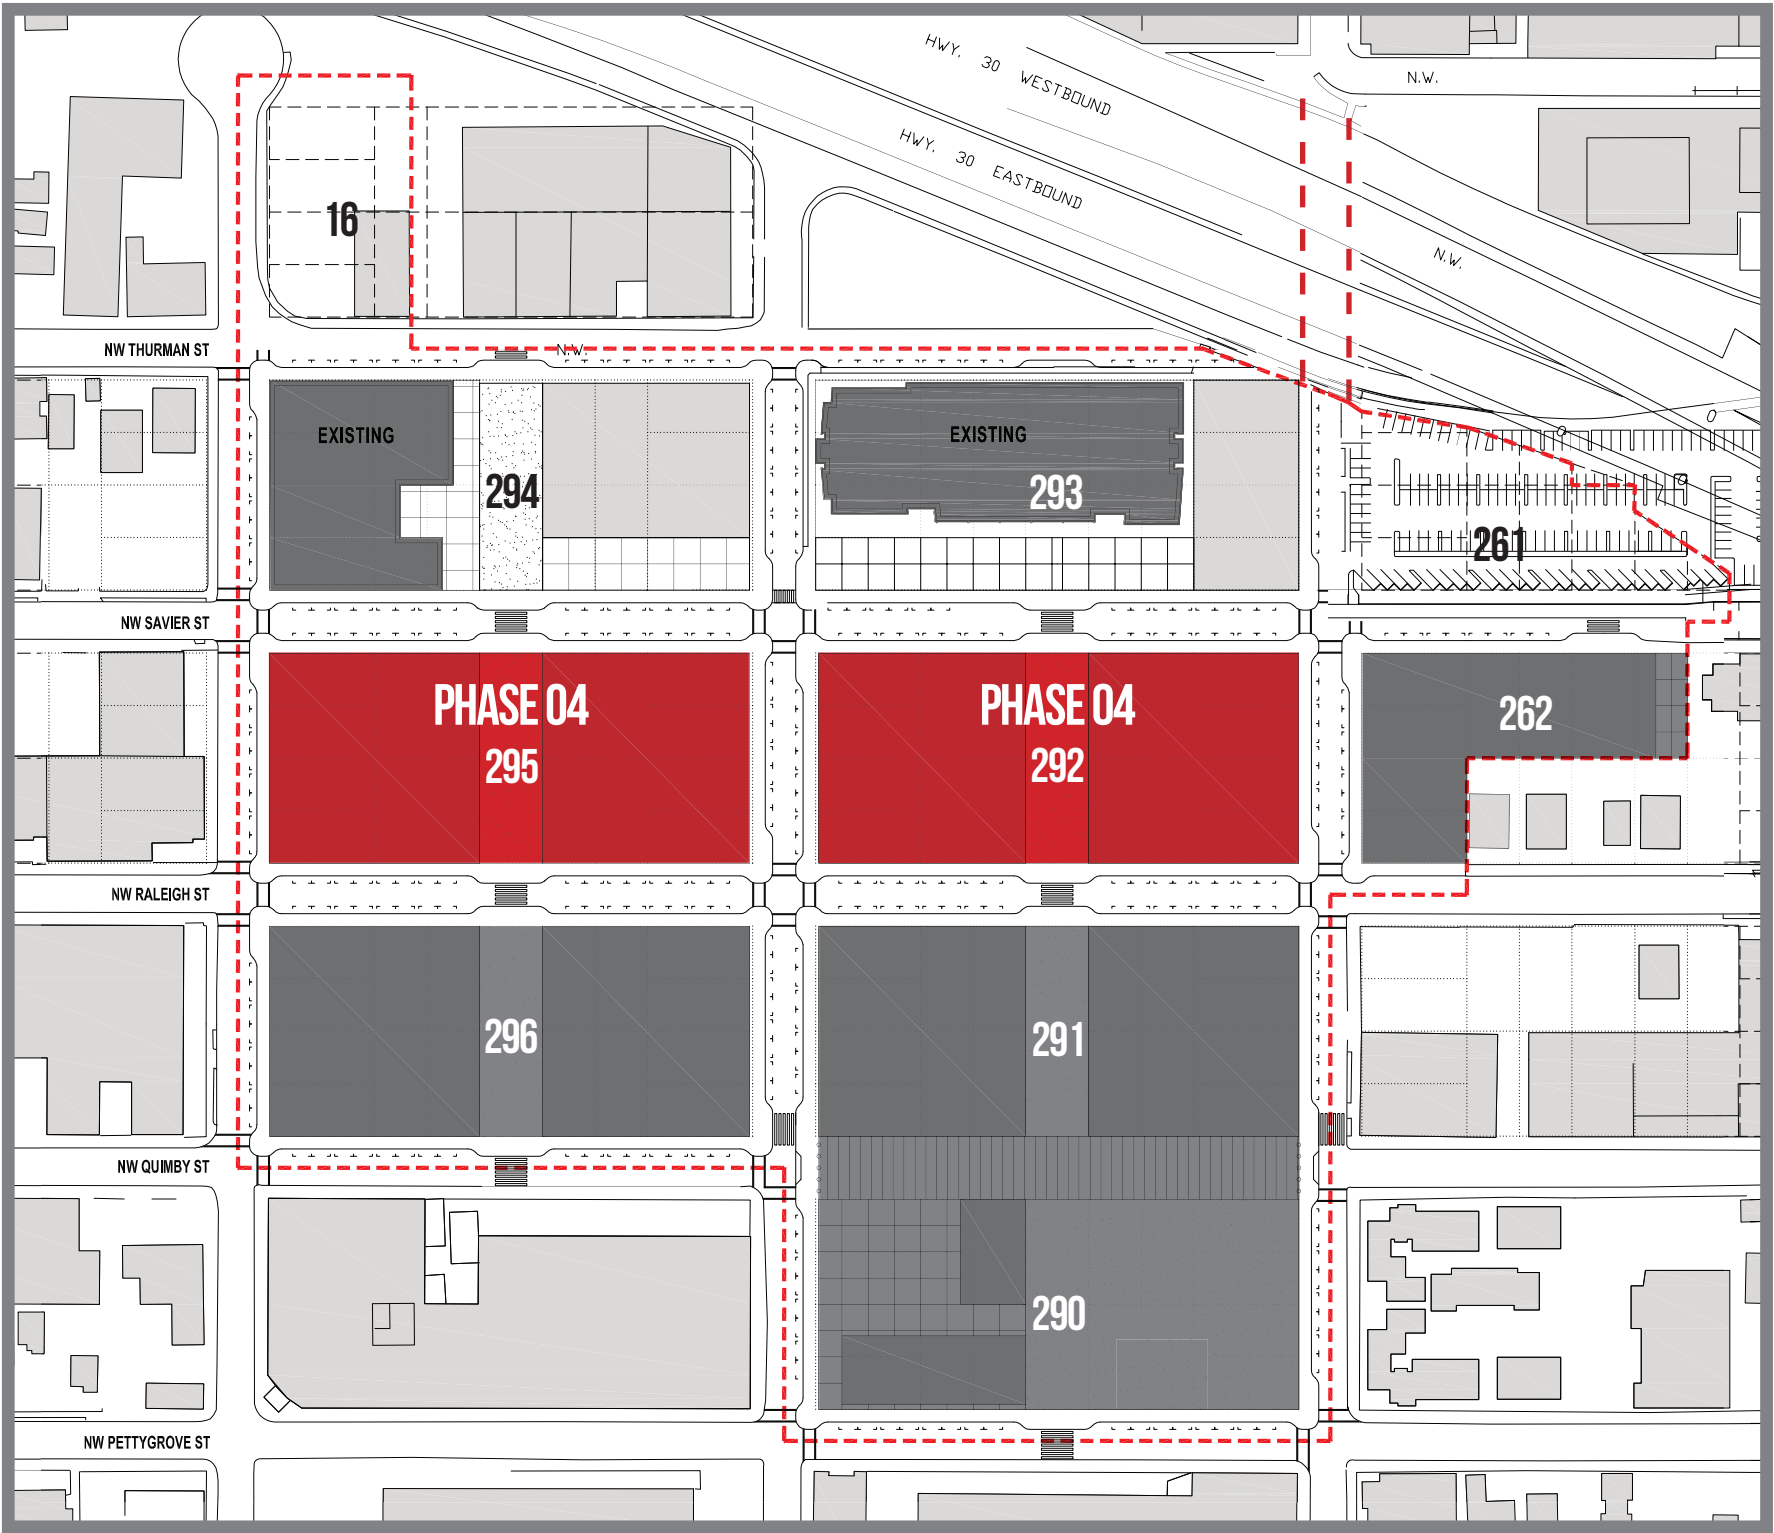 HWY. 30 WESTBOUND
N.W.
HWY. 30 EASTBOUND
16
N.W.
NW THURMAN ST
N.W.
EXISTING
EXISTING
294
293
261
NW SAVIER ST
PHASE 04
295
PHASE 04
292
262
NW RALEIGH ST
296
291
NW QUIMBY ST
290
NW PETTYGROVE ST